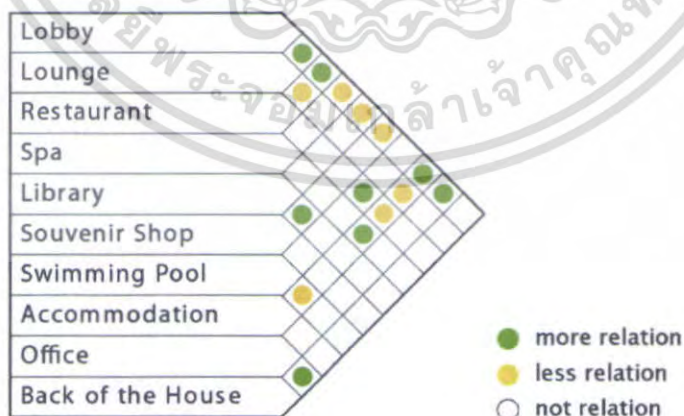 Lobby
Lounge
Restaurant
Spa
Library
Souvenir Shop
Swimming Pool
Accommodation
Office
Back of the House
more relation
less relation
not relation